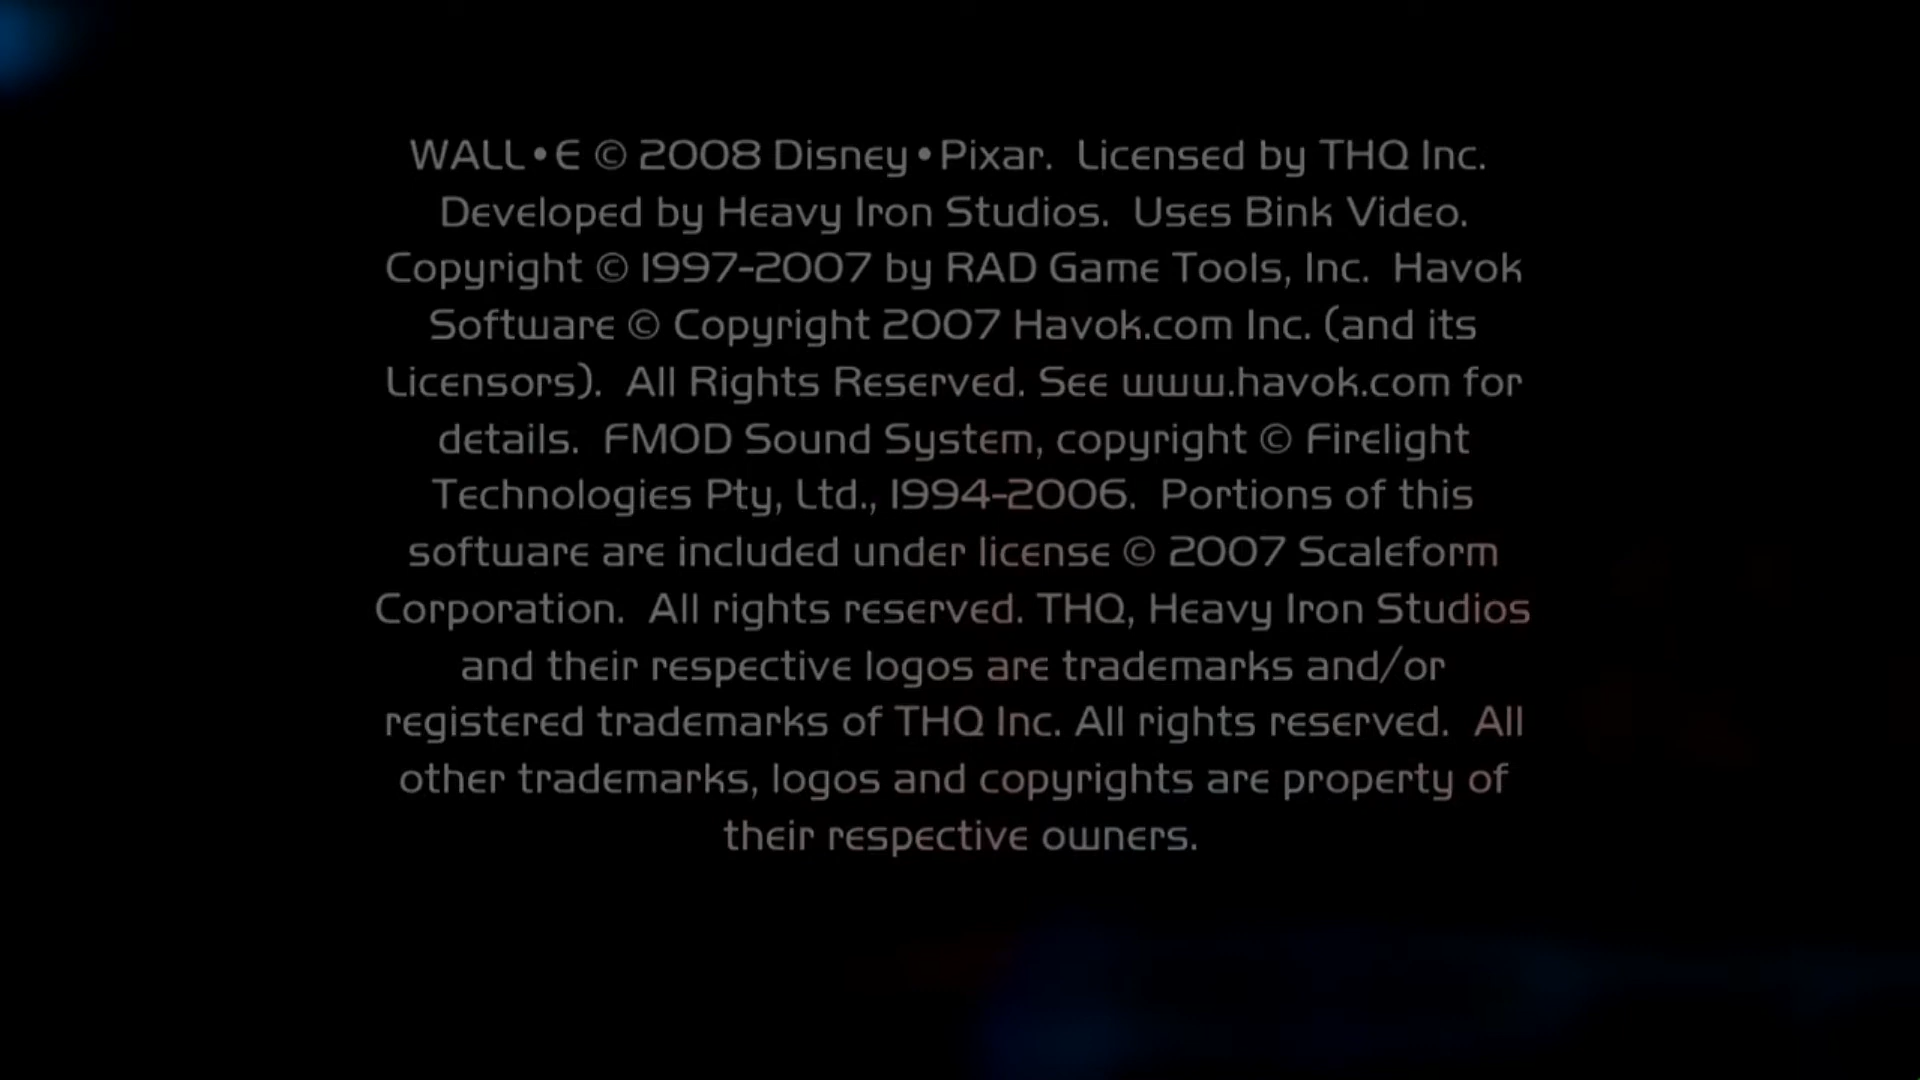 WALL•E © 2008 Disney•Pixar.  Licensed by THQ Inc.
Developed by Heavy Iron Studios.  Uses Bink Video.
Copyright © 1997-2007 by RAD Game Tools, Inc.  Havok
Software © Copyright 2007 Havok.com Inc. (and its
Licensors).  All Rights Reserved. See www.havok.com for
details.  FMOD Sound System, copyright © Firelight
Technologies Pty, Ltd., 1994-2006.  Portions of this
software are included under license © 2007 Scaleform
Corporation.  All rights reserved. THQ, Heavy Iron Studios
and their respective logos are trademarks and/or
registered trademarks of THQ Inc. All rights reserved.  All
other trademarks, logos and copyrights are property of
their respective owners.